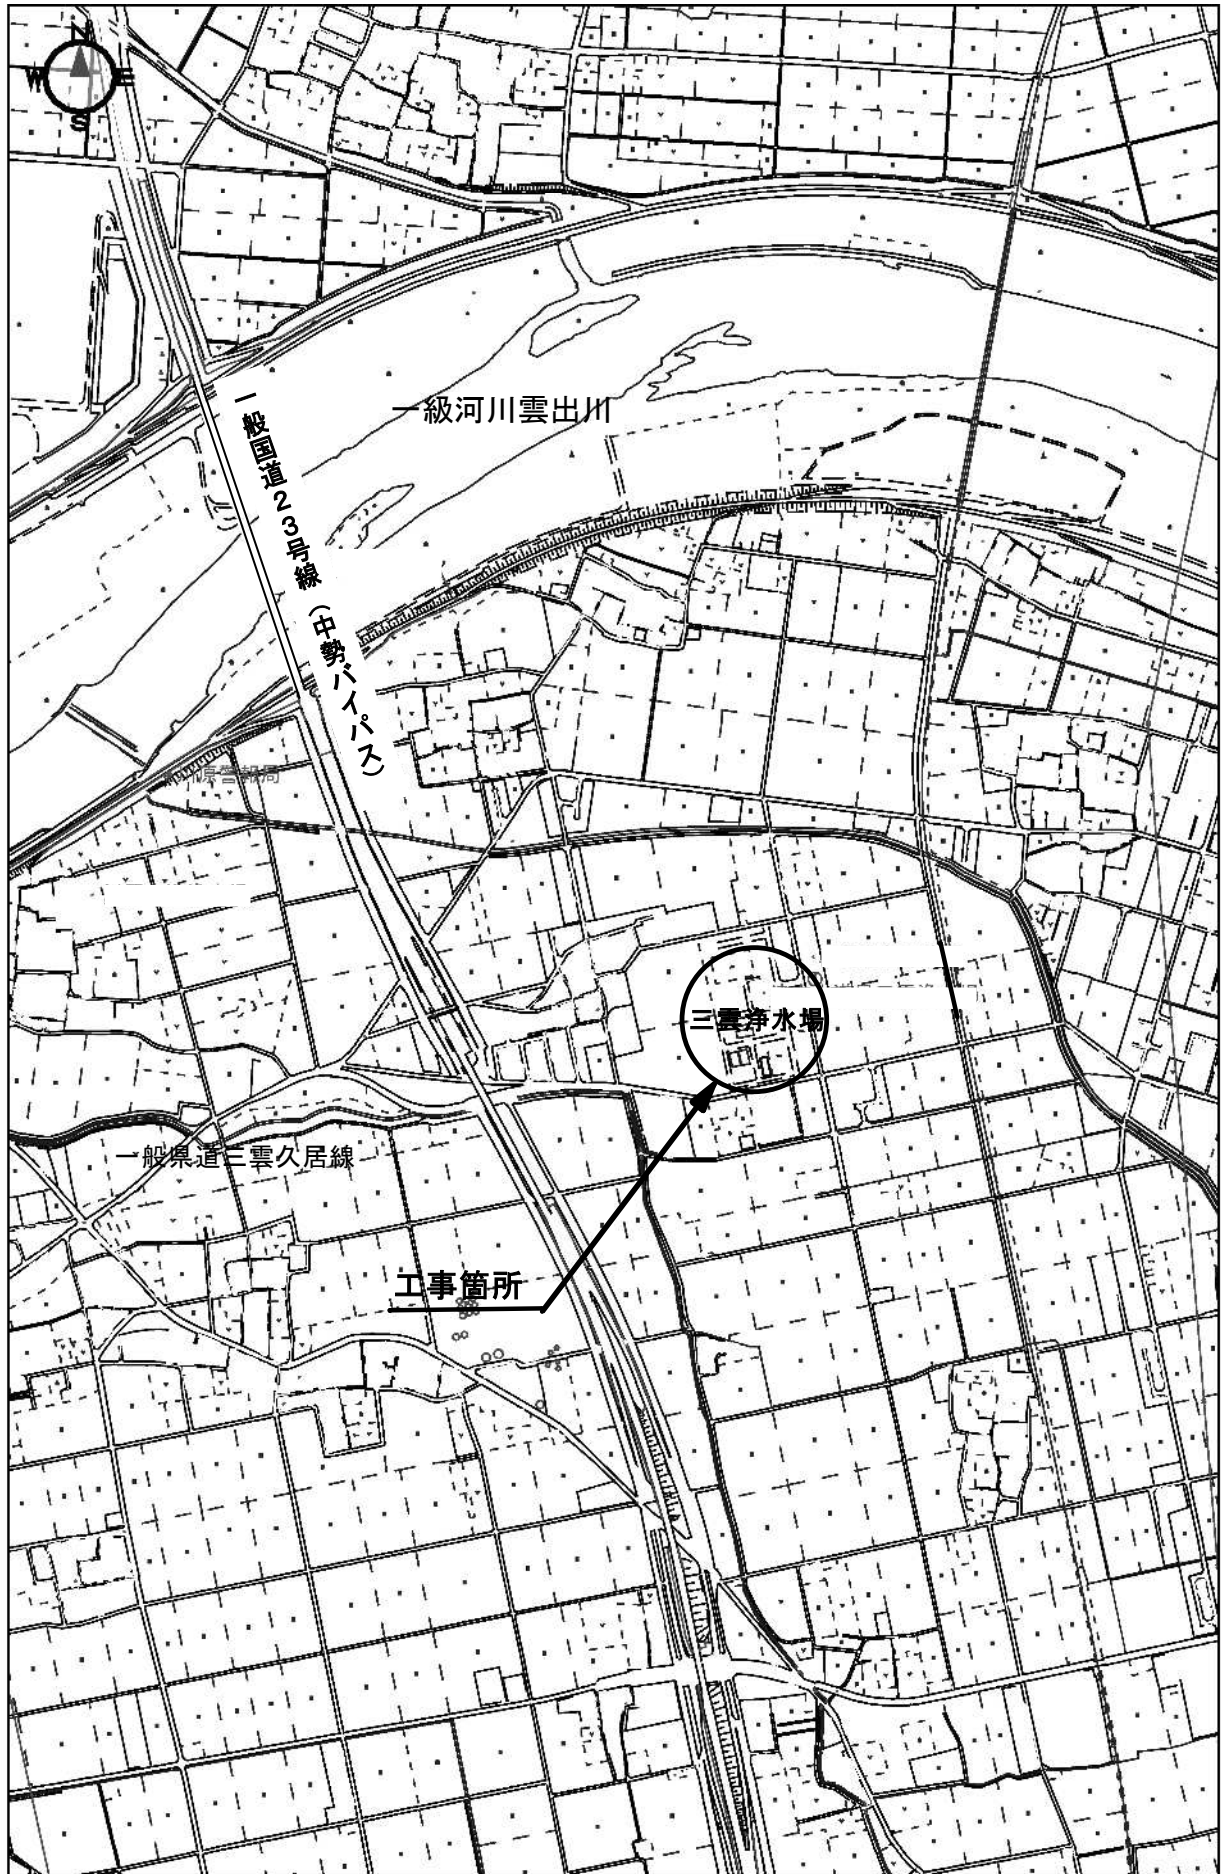 N
W E
S
一級河川雲出川
一般国道23号線（中勢バイパス）
三雲浄水場
一般県道三雲久居線
工事箇所